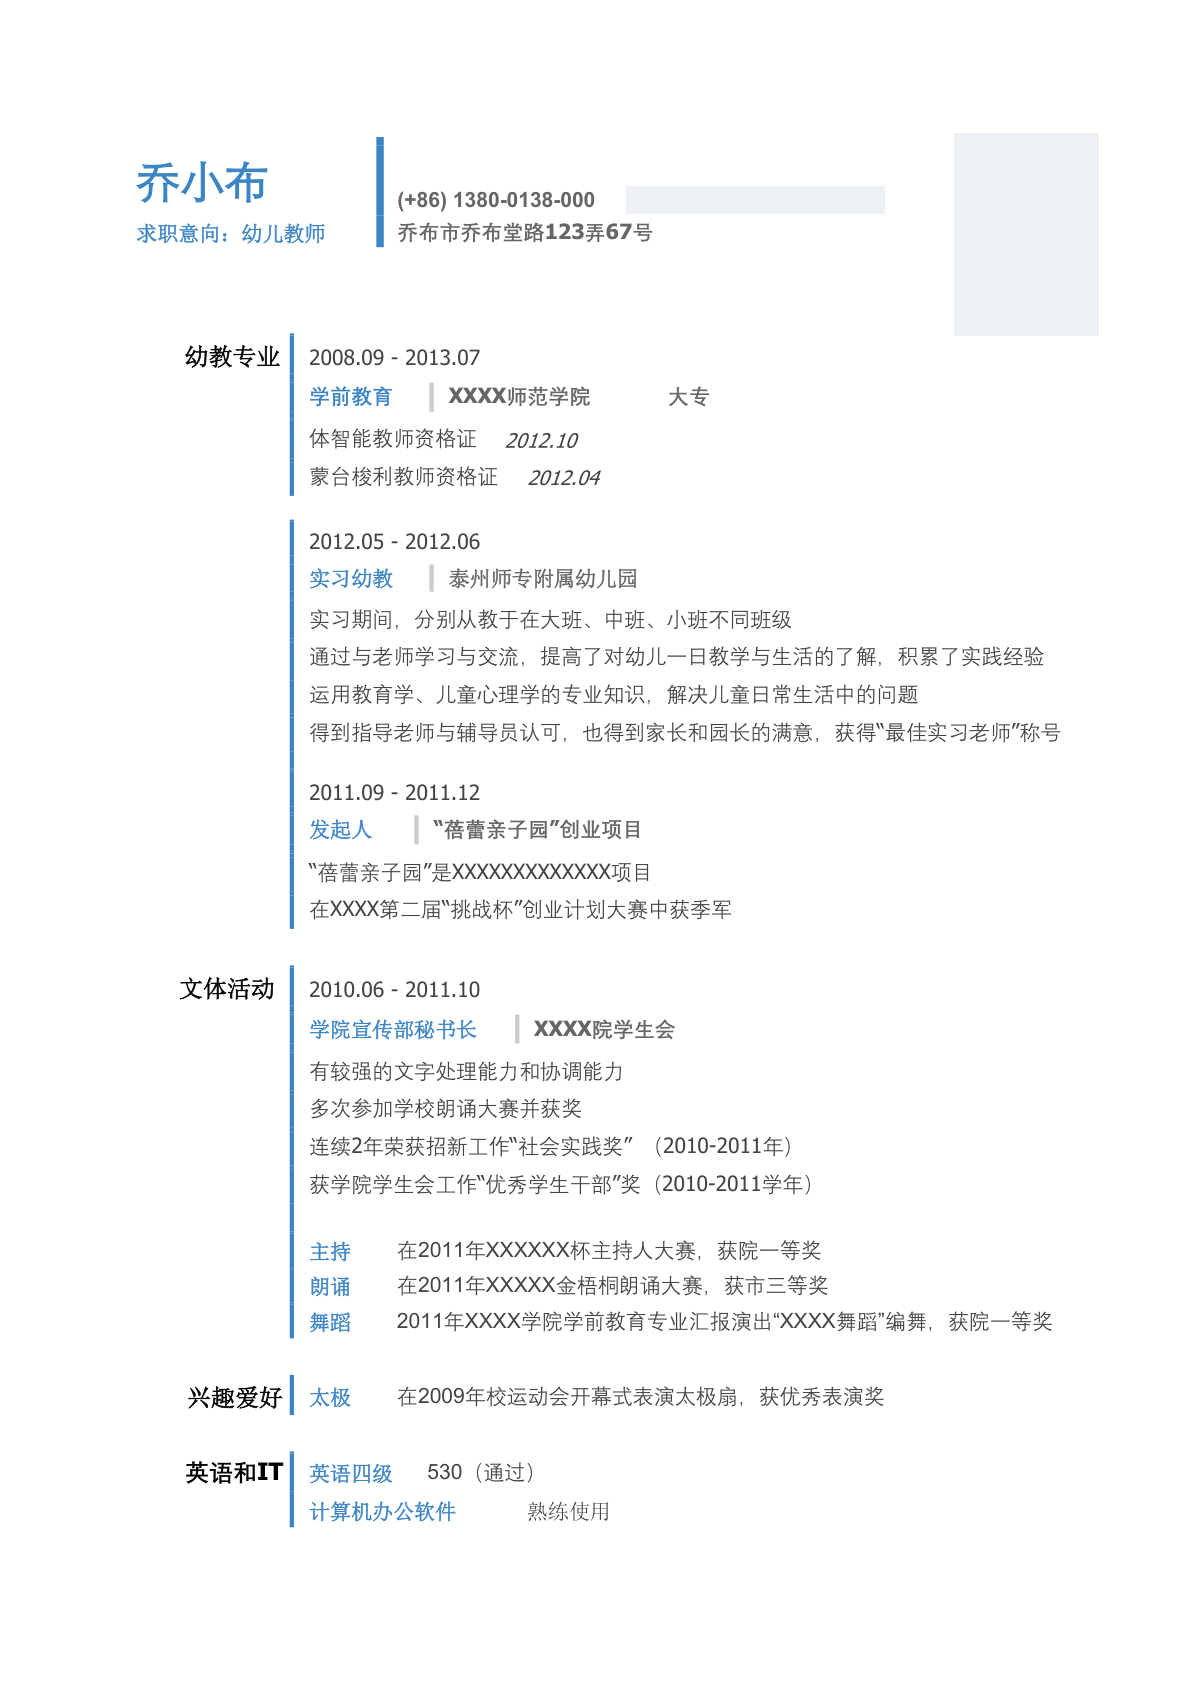 乔小布
求职意向：幼儿教师
(+86) 1380-0138-000
乔布市乔布堂路123弄67号
幼教专业
2008.09 - 2013.07
学前教育 XXXX师范学院 大专
体智能教师资格证 2012.10
蒙台梭利教师资格证 2012.04
2012.05 - 2012.06
实习幼教 泰州师专附属幼儿园
实习期间，分别从教于在大班、中班、小班不同班级
通过与老师学习与交流，提高了对幼儿一日教学与生活的了解，积累了实践经验
运用教育学、儿童心理学的专业知识，解决儿童日常生活中的问题
得到指导老师与辅导员认可，也得到家长和园长的满意，获得“最佳实习老师”称号
2011.09 - 2011.12
发起人 “蓓蕾亲子园”创业项目
“蓓蕾亲子园”是XXXXXXXXXXXXX项目
在XXXX第二届“挑战杯”创业计划大赛中获季军
文体活动
2010.06 - 2011.10
学院宣传部秘书长 XXXX院学生会
有较强的文字处理能力和协调能力
多次参加学校朗诵大赛并获奖
连续2年荣获招新工作“社会实践奖” （2010-2011年）
获学院学生会工作“优秀学生干部”奖（2010-2011学年）
主持 在2011年XXXXXX杯主持人大赛，获院一等奖
朗诵 在2011年XXXXX金梧桐朗诵大赛，获市三等奖
舞蹈 2011年XXXX学院学前教育专业汇报演出“XXXX舞蹈”编舞，获院一等奖
兴趣爱好
太极 在2009年校运动会开幕式表演太极扇，获优秀表演奖
英语和IT
英语四级 530（通过）
计算机办公软件 熟练使用